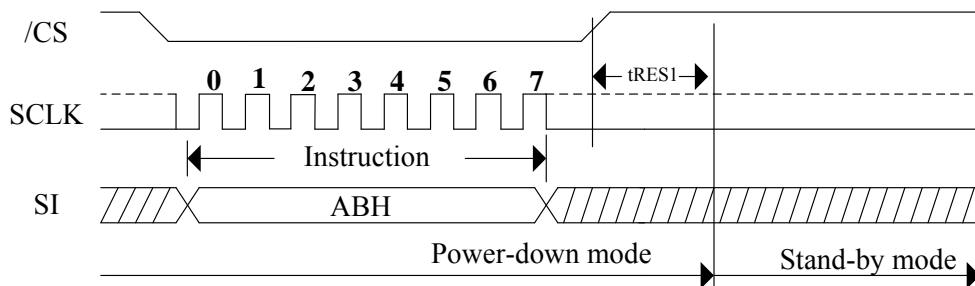 /CS
tRES1
0 1 2 3 4 5 6 7
SCLK
Instruction
SI
ABH
Power-down mode
Stand-by mode